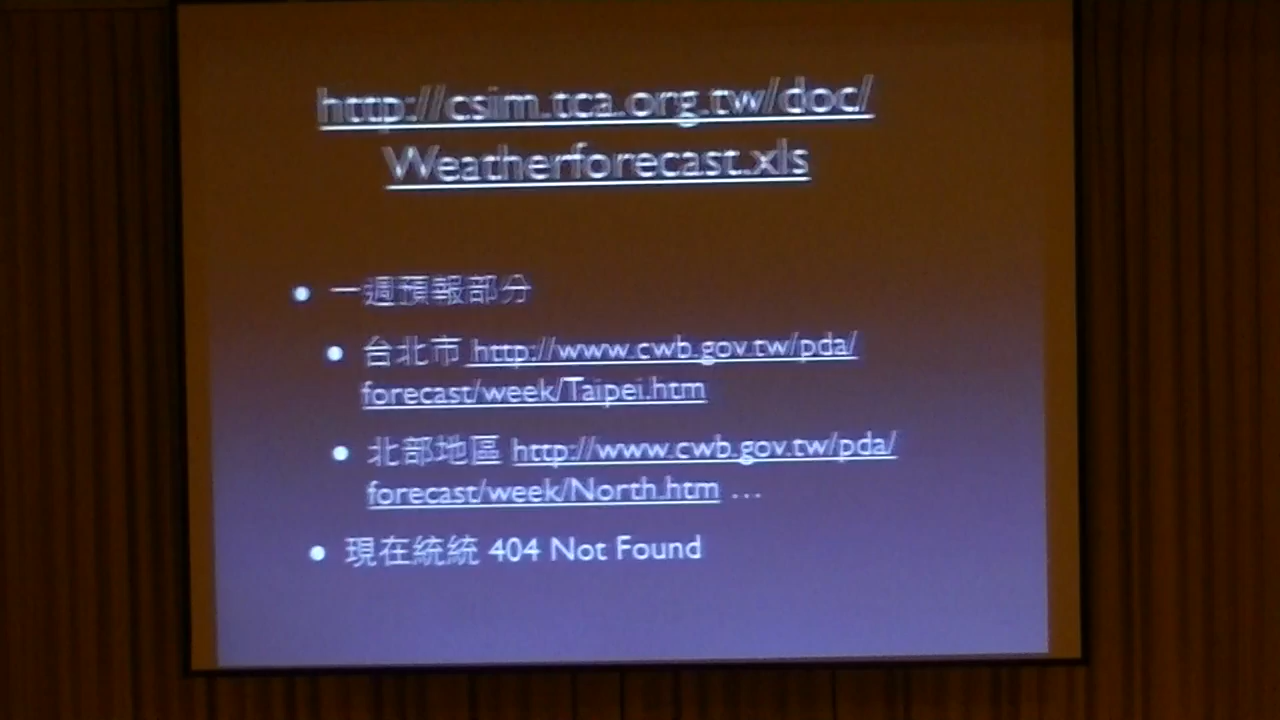 http://csim.tca.org.tw/doc/
Weatherforecast.xls
一週預報部分
台北市 http://www.cwb.gov.tw/pda/
forecast/week/Taipei.htm
北部地區 http://www.cwb.gov.tw/pda/
forecast/week/North.htm …
現在統統 404 Not Found